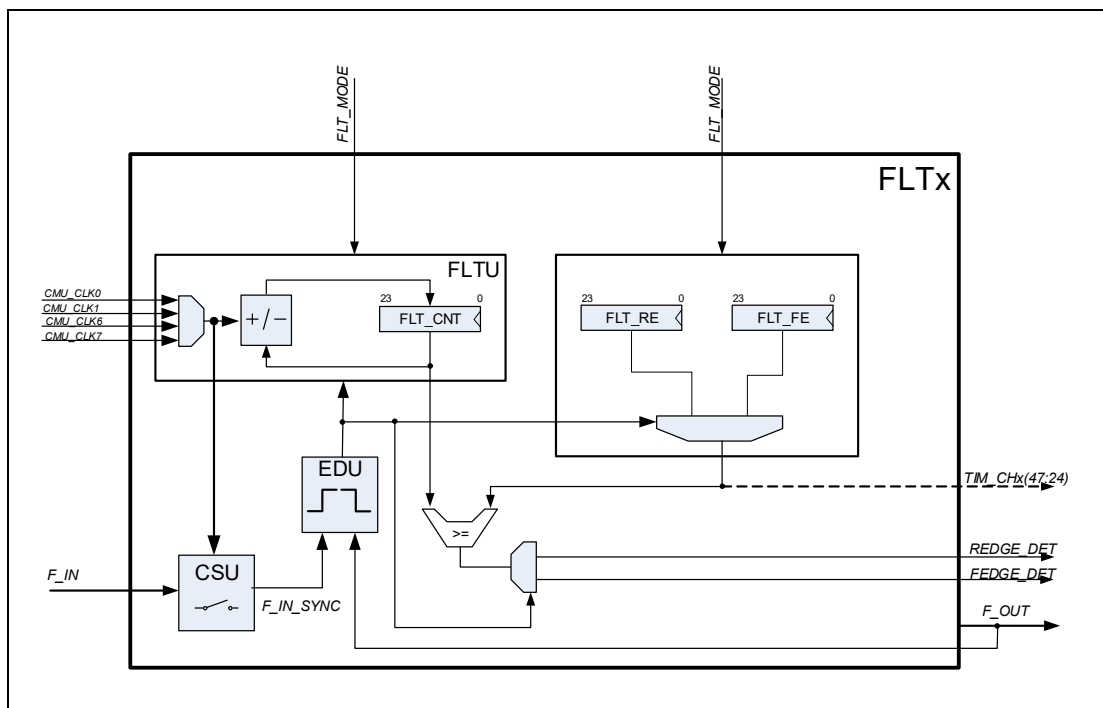 FLT_MODE
FLT_MODE
FLTx
FLTU
CMU_CLK0
CMU_CLK1
CMU_CLK6
CMU_CLK7
+/−
23 0
FLT_CNT
23 0
FLT_RE
23 0
FLT_FE
EDU
TIM_CHx(47:24)
>=
REDGE_DET
FEDGE_DET
F_IN
CSU
F_IN_SYNC
F_OUT